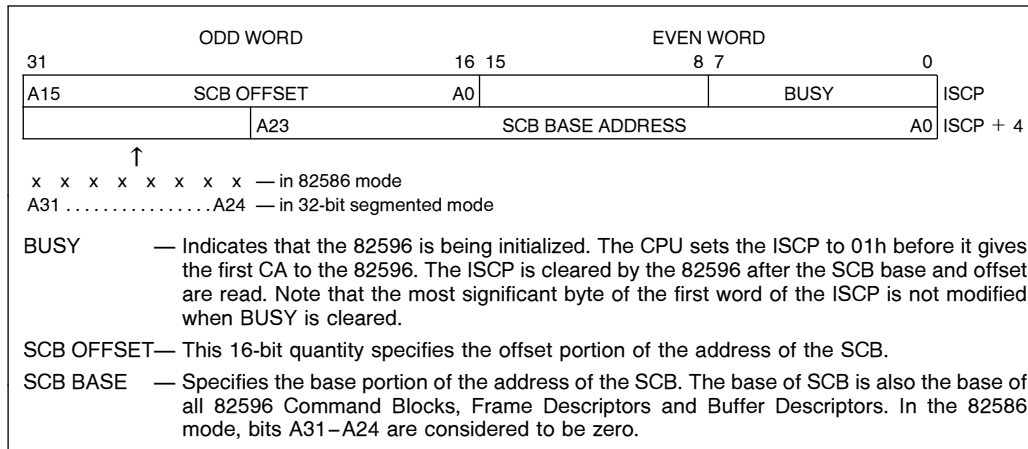 ODD WORD EVEN WORD
31 16 15 8 7 0
A15 SCB OFFSET A0 BUSY ISCP
A23 SCB BASE ADDRESS A0 ISCP + 4
↑
x x x x x x x x — in 82586 mode
A31 . . . . . . . . . . . . . . . . A24 — in 32-bit segmented mode
BUSY — Indicates that the 82596 is being initialized. The CPU sets the ISCP to 01h before it gives
the first CA to the 82596. The ISCP is cleared by the 82596 after the SCB base and offset
are read. Note that the most significant byte of the first word of the ISCP is not modified
when BUSY is cleared.
SCB OFFSET— This 16-bit quantity specifies the offset portion of the address of the SCB.
SCB BASE — Specifies the base portion of the address of the SCB. The base of SCB is also the base of
all 82596 Command Blocks, Frame Descriptors and Buffer Descriptors. In the 82586
mode, bits A31–A24 are considered to be zero.